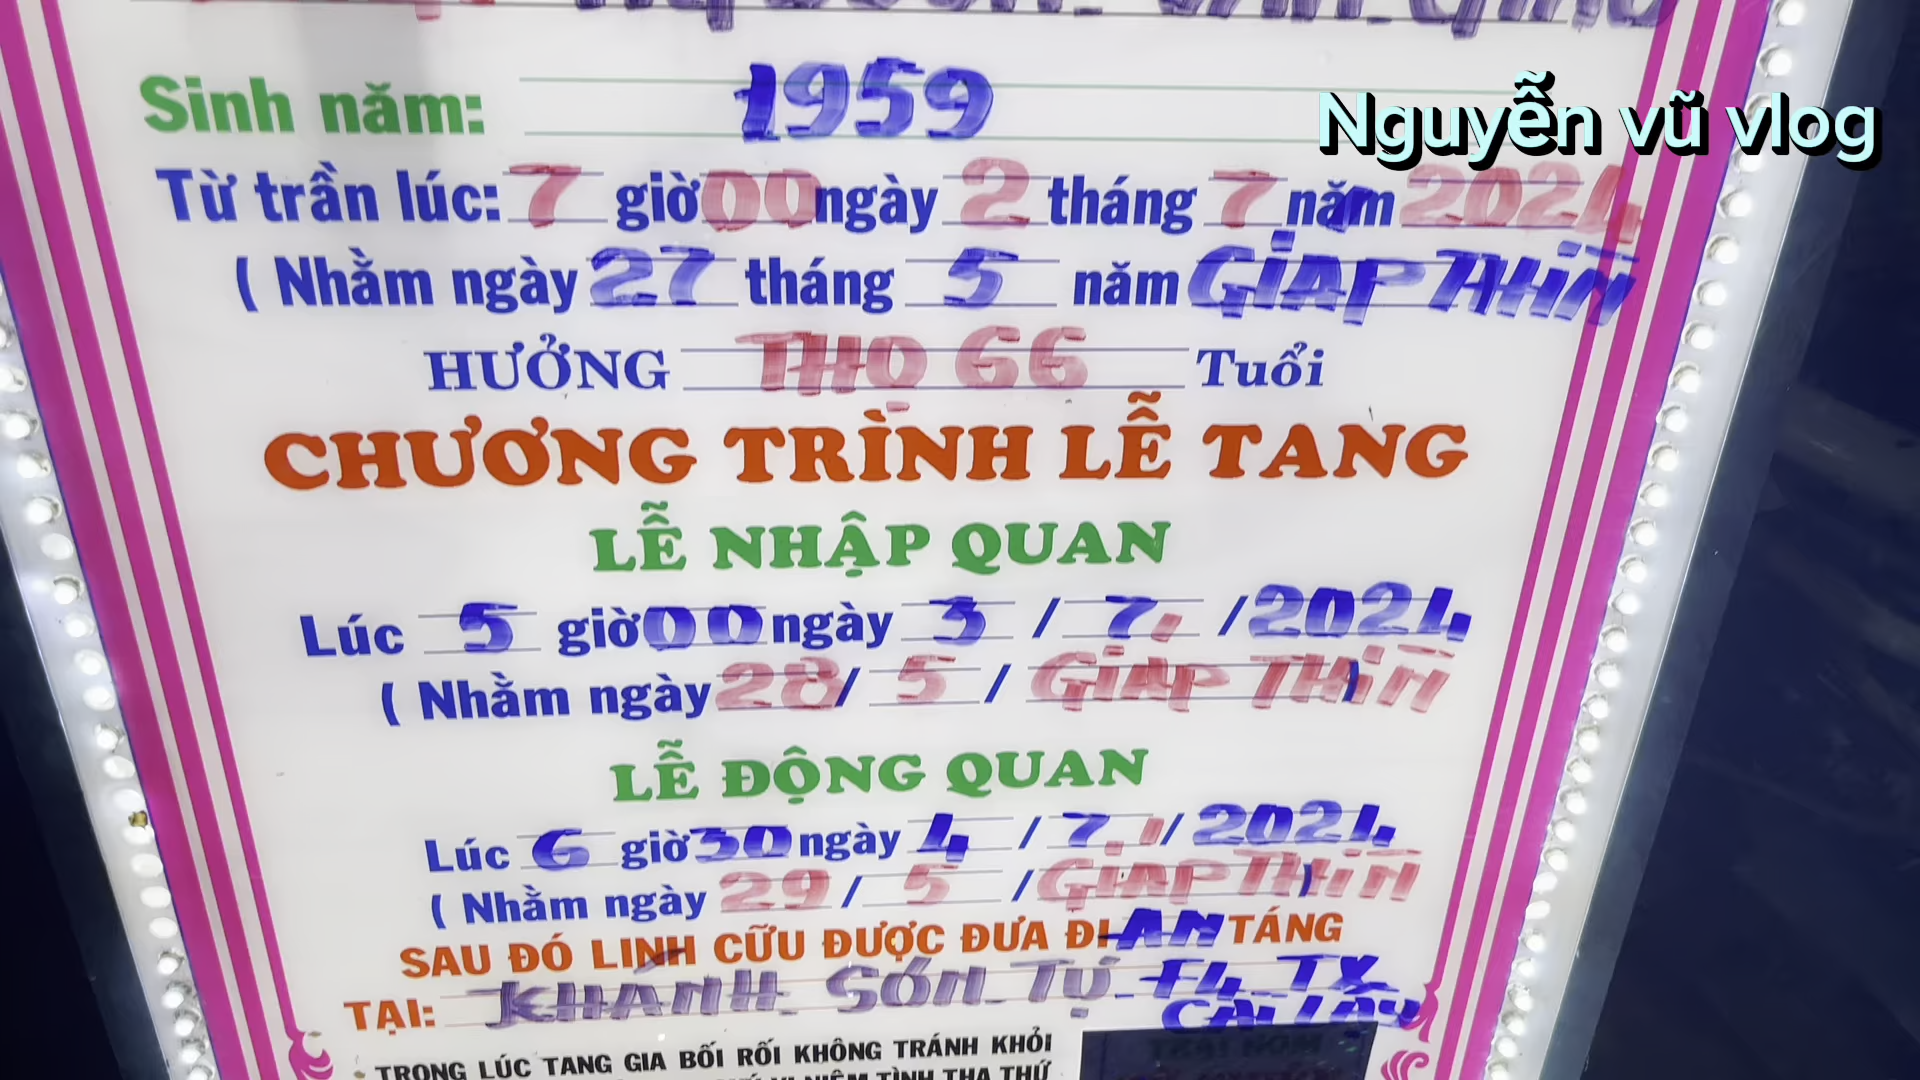 Sinh năm: 1959
Nguyễn vũ vlog
Từ trần lúc: 7 giờ 00 ngày 2 tháng 7 năm 2024
( Nhằm ngày 27 tháng 5 năm GIÁP THÌN
HƯỞNG THỌ 66 Tuổi
CHƯƠNG TRÌNH LỄ TANG
LỄ NHẬP QUAN
Lúc 5 giờ 00 ngày 3 / 7 / 2024
( Nhằm ngày 28 / 5 / GIÁP THÌN )
LỄ ĐỘNG QUAN
Lúc 6 giờ 30 ngày 4 / 7 / 2024
( Nhằm ngày 29 / 5 / GIÁP THÌN )
SAU ĐÓ LINH CỮU ĐƯỢC ĐƯA ĐI AN TÁNG
TẠI: KHÁNH SƠN TỰ - F4 TX
CAI LẬY
TRONG LÚC TANG GIA BỐI RỐI KHÔNG TRÁNH KHỎI
NIỆM TÌNH THA THỨ